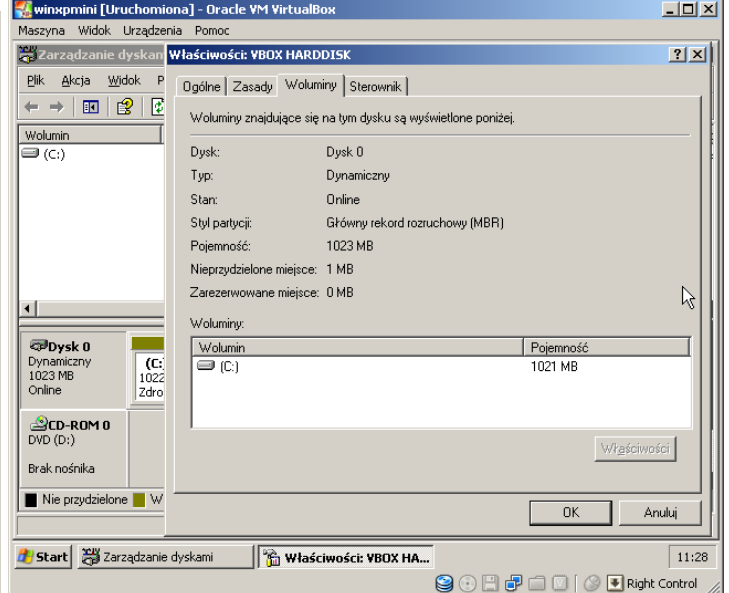 winxpmini [Uruchomiona] - Oracle VM VirtualBox
Maszyna Widok Urządzenia Pomoc
Zarządzanie dyskam
Plik Akcja Widok P
Wolumin
(C:)
Dysk 0
Dynamiczny
1023 MB
Online
(C:
1022
Zdro
CD-ROM 0
DVD (D:)
Brak nośnika
Nie przydzielone W
Właściwości: VBOX HARDDISK
Ogólne Zasady Woluminy Sterownik
Woluminy znajdujące się na tym dysku są wyświetlone poniżej.
Dysk: Dysk 0
Typ: Dynamiczny
Stan: Online
Styl partycji: Główny rekord rozruchowy (MBR)
Pojemność: 1023 MB
Nieprzydzielone miejsce: 1 MB
Zarezerwowane miejsce: 0 MB
Woluminy:
Wolumin Pojemność
(C:) 1021 MB
Właściwości
OK Anuluj
Start Zarządzanie dyskami Właściwości: VBOX HA... 11:28
Right Control